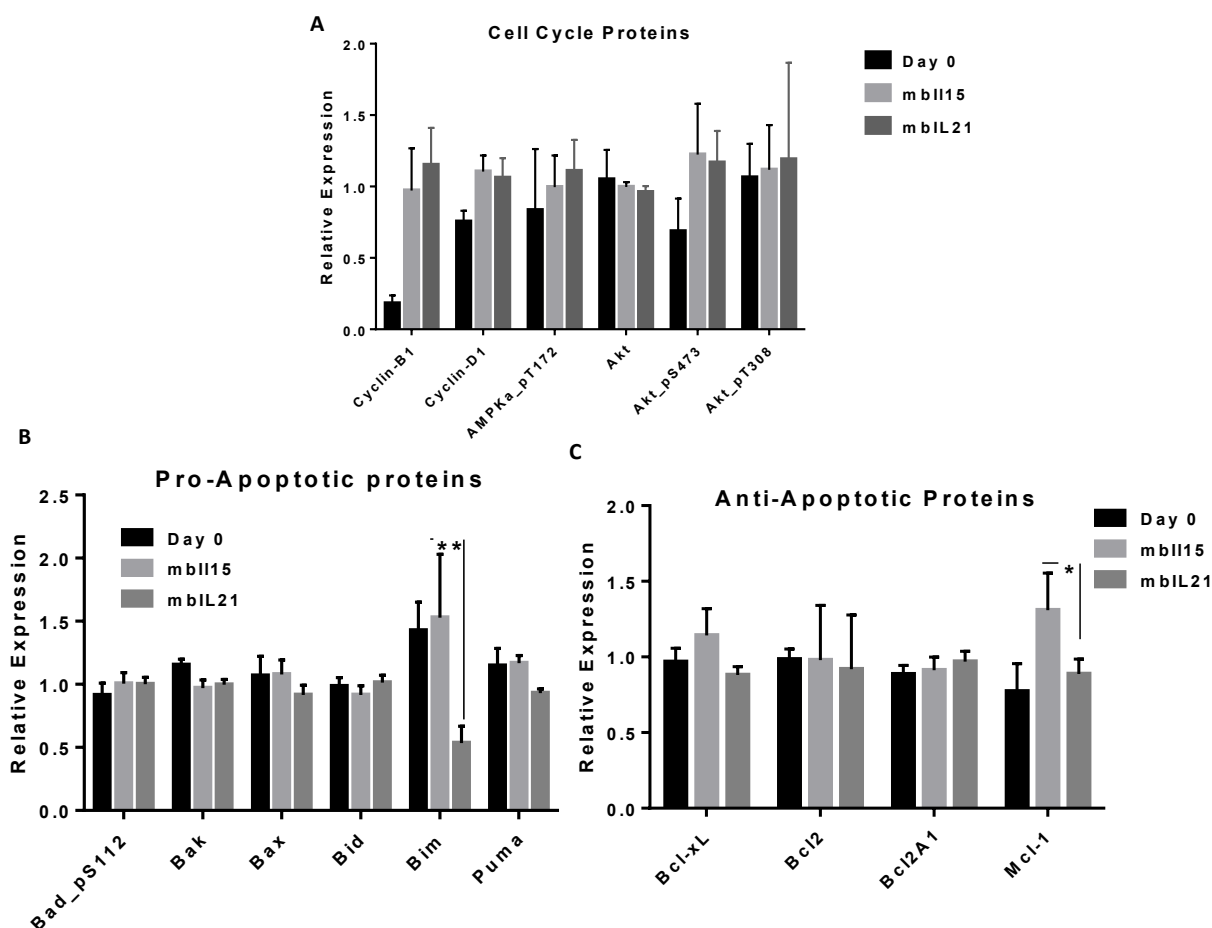 A
Cell Cycle Proteins
Relative Expression
2.0
1.5
1.0
0.5
0.0
Cyclin-B1
Cyclin-D1
AMPKa_pT172
Akt
Akt_pS473
Akt_pT308
Day 0
mbIl15
mbIL21
B
Pro-Apoptotic proteins
Relative Expression
2.5
2.0
1.5
1.0
0.5
0.0
Day 0
mbIl15
mbIL21
**
Bad_pS112
Bak
Bax
Bid
Bim
Puma
C
Anti-Apoptotic Proteins
Relative Expression
2.0
1.5
1.0
0.5
0.0
Day 0
mbIl15
mbIL21
*
Bcl-xL
Bcl2
Bcl2A1
Mcl-1